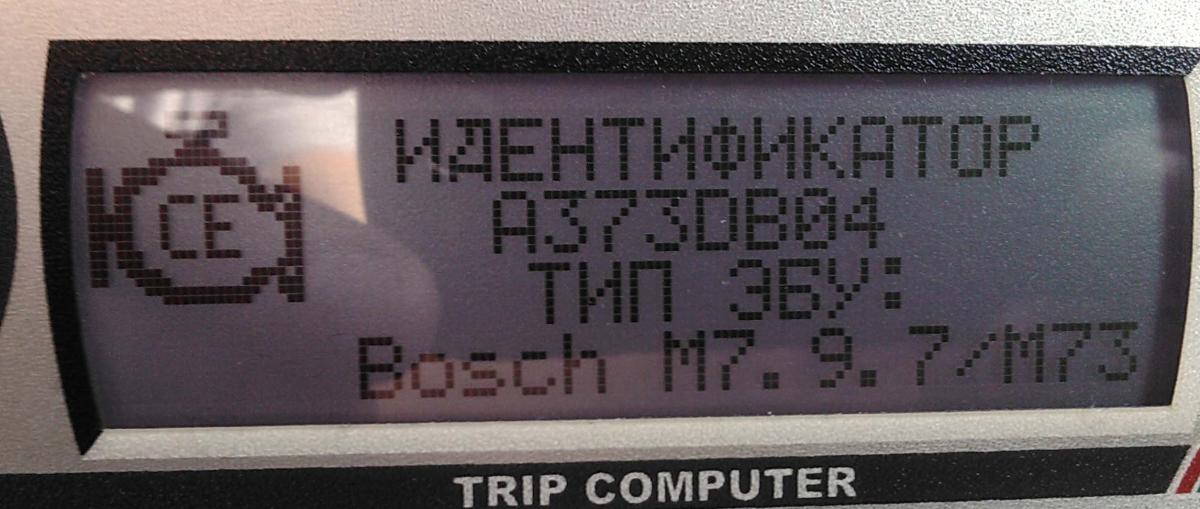 CE
ИДЕНТИФИКАТОР
A373DB04
ТИП ЭБУ:
Bosch M7.9.7/M73
TRIP COMPUTER